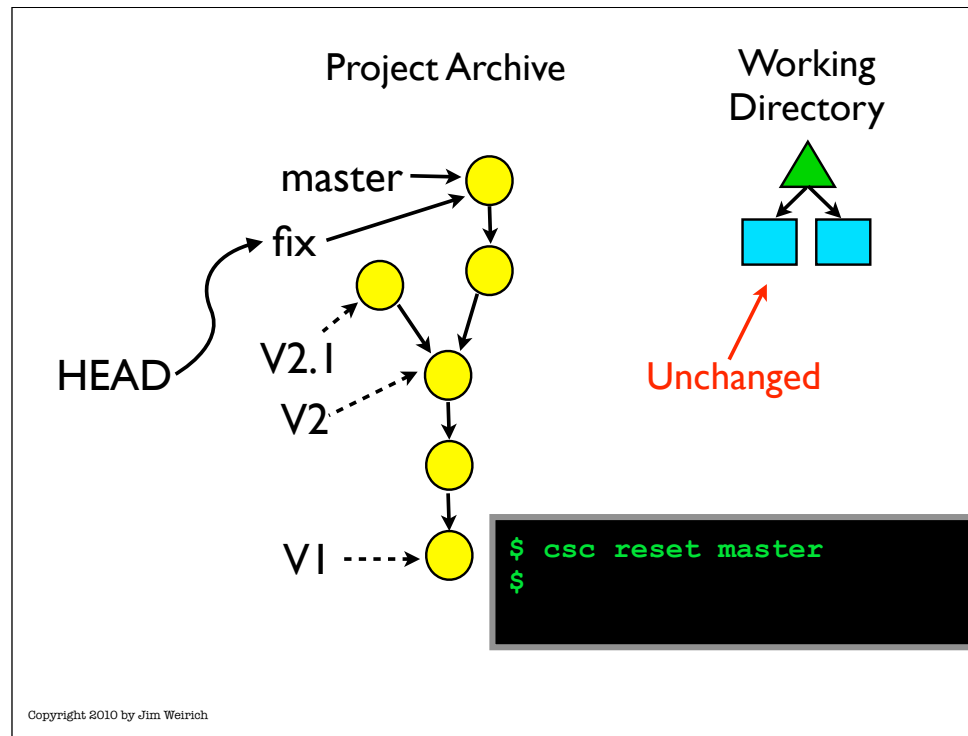 Project Archive
Working
Directory
master
fix
HEAD
V2.1
V2
Unchanged
V1
$ csc reset master
$
Copyright 2010 by Jim Weirich